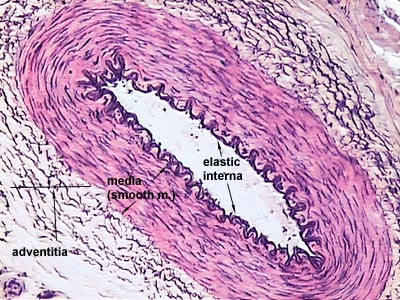 elastic
interna
media
(smooth m.)
adventitia